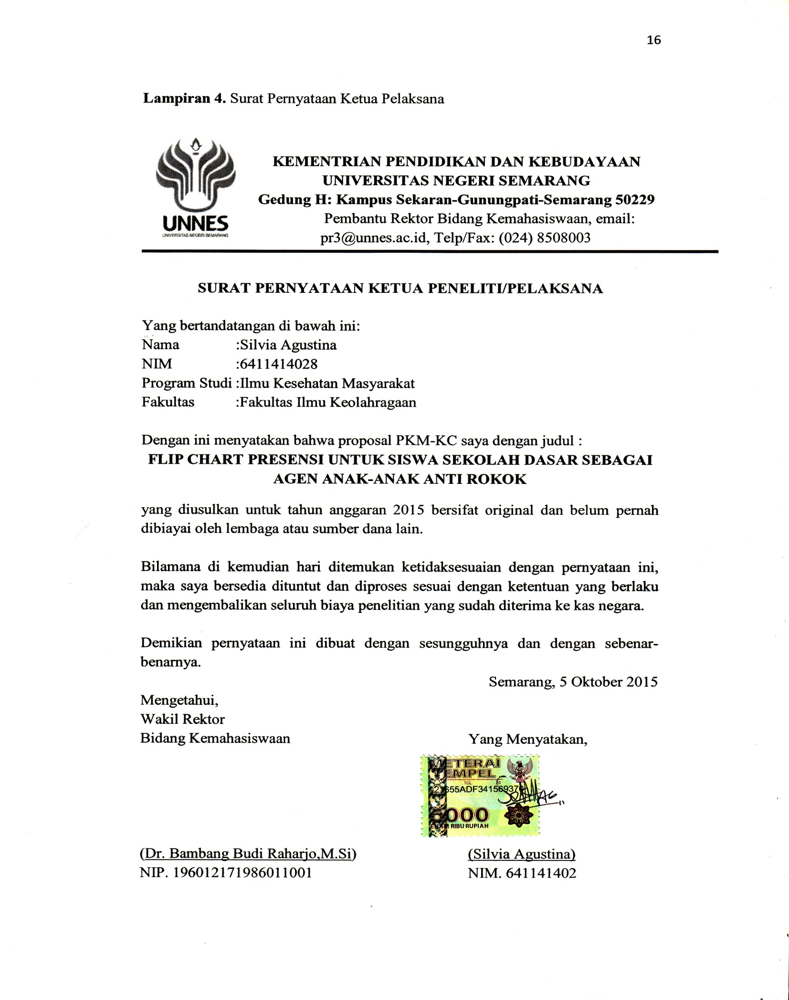 16
Lampiran 4. Surat Pernyataan Ketua Pelaksana
UNNES
UNIVERSITAS NEGERI SEMARANG
KEMENTRIAN PENDIDIKAN DAN KEBUDAYAAN
UNIVERSITAS NEGERI SEMARANG
Gedung H: Kampus Sekaran-Gunungpati-Semarang 50229
Pembantu Rektor Bidang Kemahasiswaan, email:
pr3@unnes.ac.id, Telp/Fax: (024) 8508003
SURAT PERNYATAAN KETUA PENELITI/PELAKSANA
Yang bertandatangan di bawah ini:
Nama :Silvia Agustina
NIM :6411414028
Program Studi :Ilmu Kesehatan Masyarakat
Fakultas :Fakultas Ilmu Keolahragaan
Dengan ini menyatakan bahwa proposal PKM-KC saya dengan judul :
FLIP CHART PRESENSI UNTUK SISWA SEKOLAH DASAR SEBAGAI
AGEN ANAK-ANAK ANTI ROKOK
yang diusulkan untuk tahun anggaran 2015 bersifat original dan belum pernah
dibiayai oleh lembaga atau sumber dana lain.
Bilamana di kemudian hari ditemukan ketidaksesuaian dengan pernyataan ini,
maka saya bersedia dituntut dan diproses sesuai dengan ketentuan yang berlaku
dan mengembalikan seluruh biaya penelitian yang sudah diterima ke kas negara.
Demikian pernyataan ini dibuat dengan sesungguhnya dan dengan sebenar-
benarnya.
Semarang, 5 Oktober 2015
Mengetahui,
Wakil Rektor
Bidang Kemahasiswaan
Yang Menyatakan,
METERAI
TEMPEL
TGL. 20
6000
ENAM RIBU RUPIAH
(Dr. Bambang Budi Raharjo,M.Si)
(Silvia Agustina)
NIP. 196012171986011001
NIM. 641141402